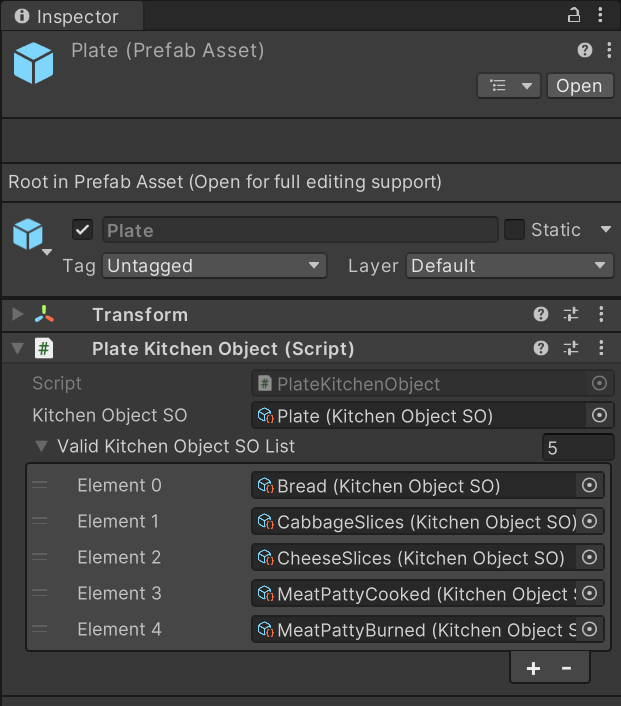 Inspector
Plate (Prefab Asset)
Open
Root in Prefab Asset (Open for full editing support)
Plate
Static
Tag Untagged Layer Default
Transform
# Plate Kitchen Object (Script)
Script # PlateKitchenObject
Kitchen Object SO Plate (Kitchen Object SO)
Valid Kitchen Object SO List 5
Element 0 Bread (Kitchen Object SO)
Element 1 CabbageSlices (Kitchen Object SO)
Element 2 CheeseSlices (Kitchen Object SO)
Element 3 MeatPattyCooked (Kitchen Object
Element 4 MeatPattyBurned (Kitchen Object
+ -